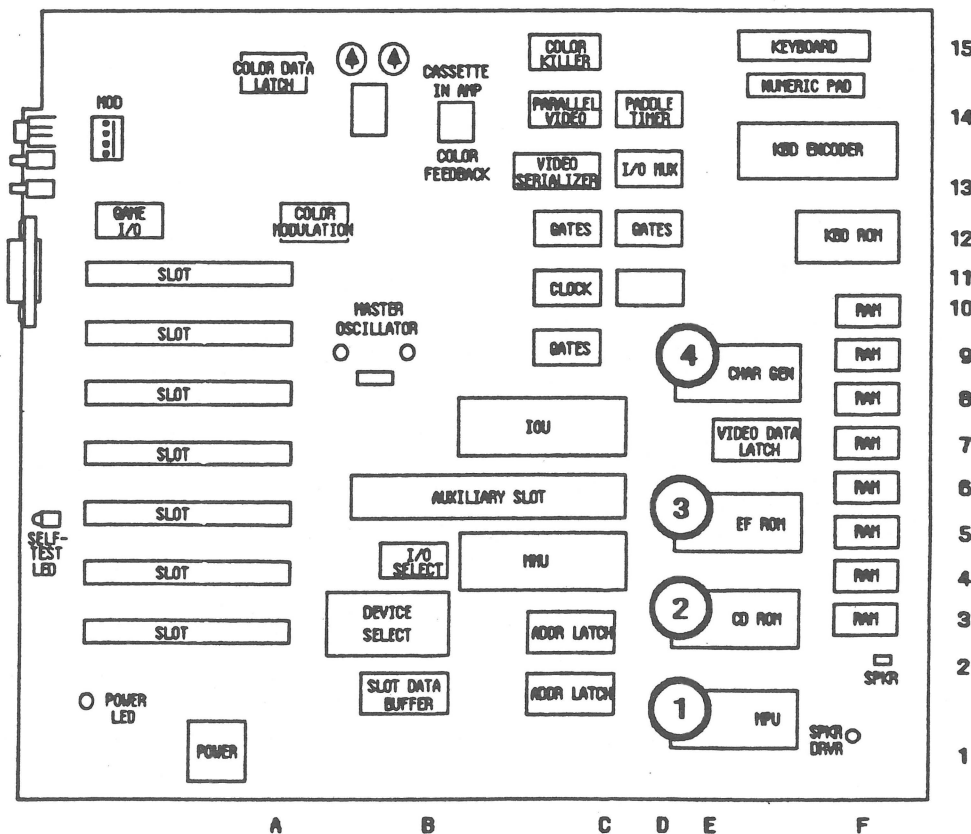 15
KEYBOARD
COLOR
KILLER
COLOR DATA
LATCH
CASSETTE
IN AMP
NUMERIC PAD
MOD
PARALLEL
VIDEO
PADDLE
TIMER
14
KBD ENCODER
COLOR
FEEDBACK
VIDEO
SERIALIZER
I/O MUX
13
GAME
I/O
COLOR
MODULATION
GATES
GATES
KBD ROM
12
SLOT
CLOCK
11
MASTER
OSCILLATOR
RAM
10
SLOT
GATES
4
CHAR GEN
RAM
9
SLOT
RAM
8
IOU
VIDEO DATA
LATCH
RAM
7
SLOT
AUXILIARY SLOT
RAM
6
SLOT
3
EF ROM
RAM
5
SELF-
TEST
LED
I/O
SELECT
MMU
SLOT
RAM
4
DEVICE
SELECT
2
CD ROM
RAM
3
SLOT
ADDR LATCH
SPKR
2
SLOT DATA
BUFFER
ADDR LATCH
POWER
LED
1
MPU
SPKR
DRVR
POWER
1
A B C D E F